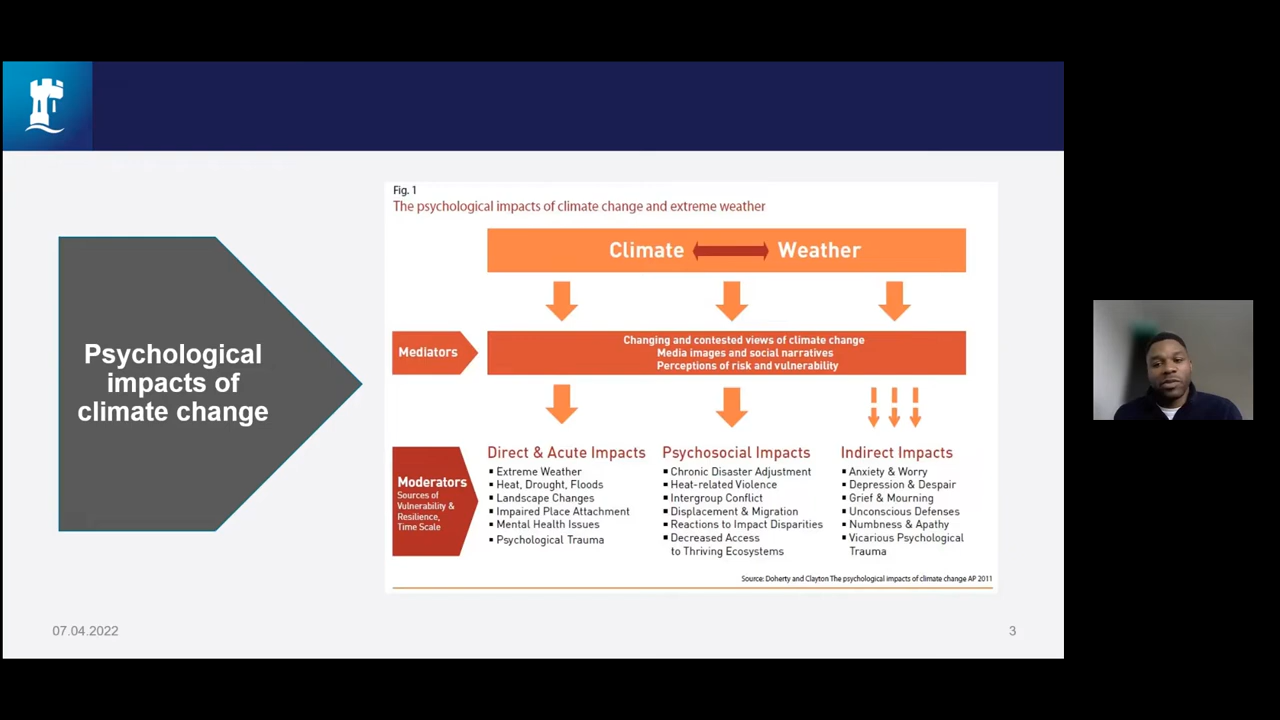 Fig. 1
The psychological impacts of climate change and extreme weather
Climate Weather
Psychological
impacts of
climate change
Mediators
Changing and contested views of climate change
Media images and social narratives
Perceptions of risk and vulnerability
Moderators
Sources of
Vulnerability &
Resilience,
Time Scale
Direct & Acute Impacts
▪ Extreme Weather
▪ Heat, Drought, Floods
▪ Landscape Changes
▪ Impaired Place Attachment
▪ Mental Health Issues
▪ Psychological Trauma
Psychosocial Impacts
▪ Chronic Disaster Adjustment
▪ Heat-related Violence
▪ Intergroup Conflict
▪ Displacement & Migration
▪ Reactions to Impact Disparities
▪ Decreased Access
to Thriving Ecosystems
Indirect Impacts
▪ Anxiety & Worry
▪ Depression & Despair
▪ Grief & Mourning
▪ Unconscious Defenses
▪ Numbness & Apathy
▪ Vicarious Psychological
Trauma
Source: Doherty and Clayton The psychological impacts of climate change AP 2011
07.04.2022
3